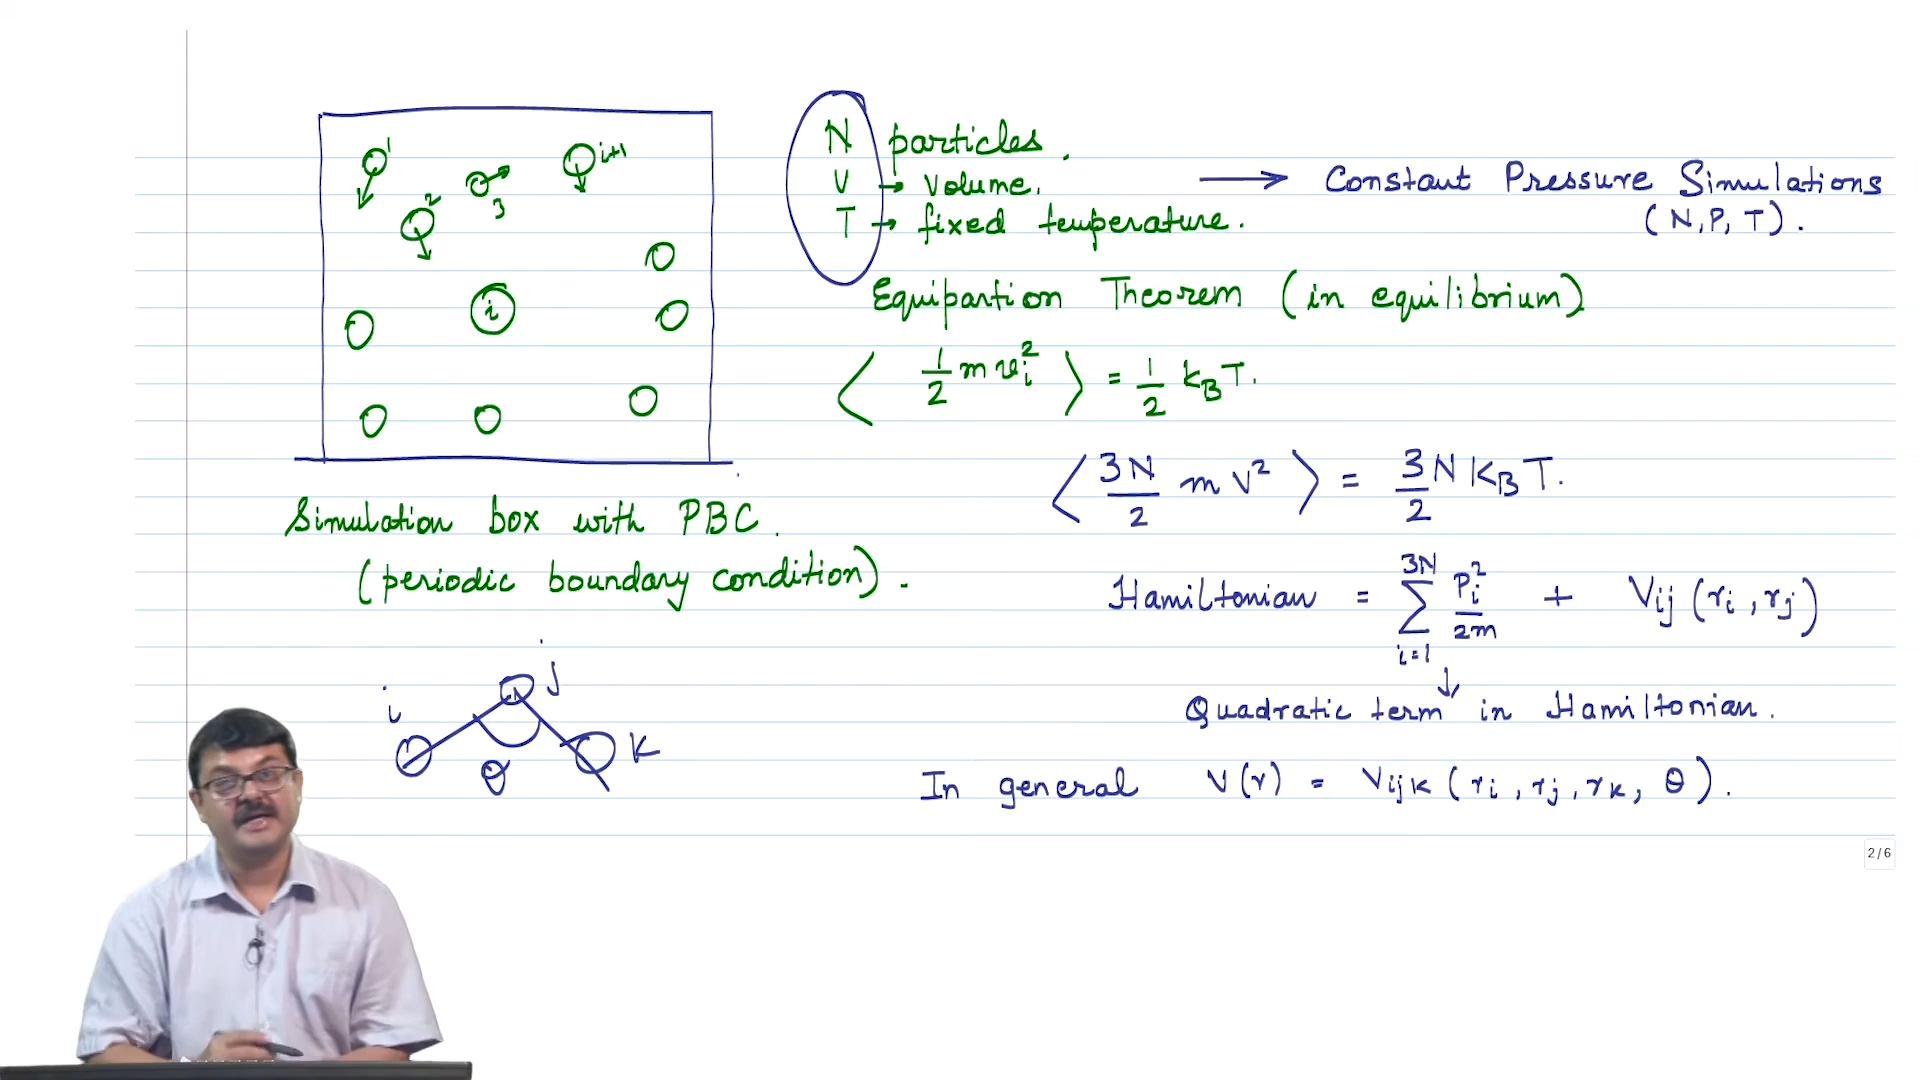 1
2
3
i+1
i
N particles.
V → volume.
T → fixed temperature.
→ Constant Pressure Simulations
(N, P, T).
Equipartion Theorem (in equilibrium)
⟨ 1/2 m v_i^2 ⟩ = 1/2 k_B T.
⟨ 3N/2 m v^2 ⟩ = 3/2 N k_B T.
Simulation box with PBC.
(periodic boundary condition).
Hamiltonian = Σ_{i=1}^{3N} p_i^2/2m + V_ij (r_i, r_j)
↓
Quadratic term in Hamiltonian.
i j k
θ
In general V(r) = V_ijk (r_i, r_j, r_k, θ).
2/6